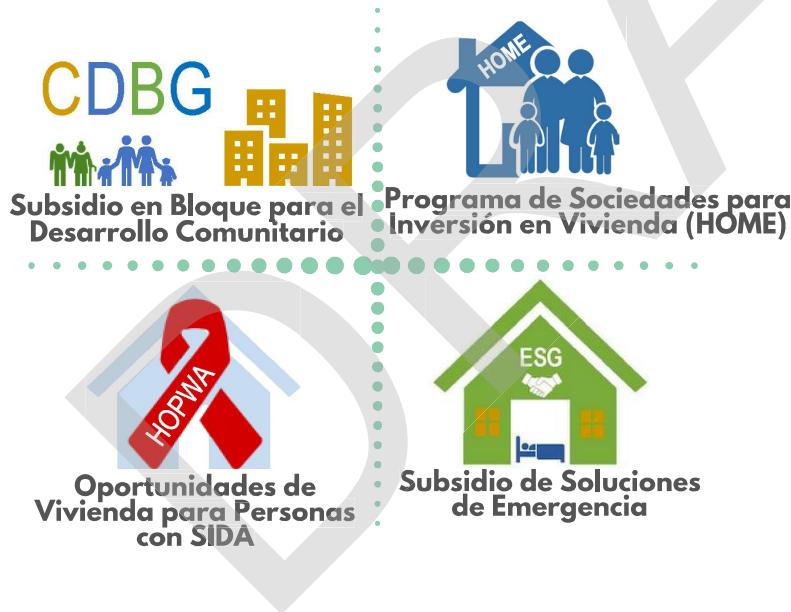 CDBG
Subsidio en Bloque para el
Desarrollo Comunitario
HOME
Programa de Sociedades para
Inversión en Vivienda (HOME)
HOPWA
Oportunidades de
Vivienda para Personas
con SIDA
ESG
Subsidio de Soluciones
de Emergencia